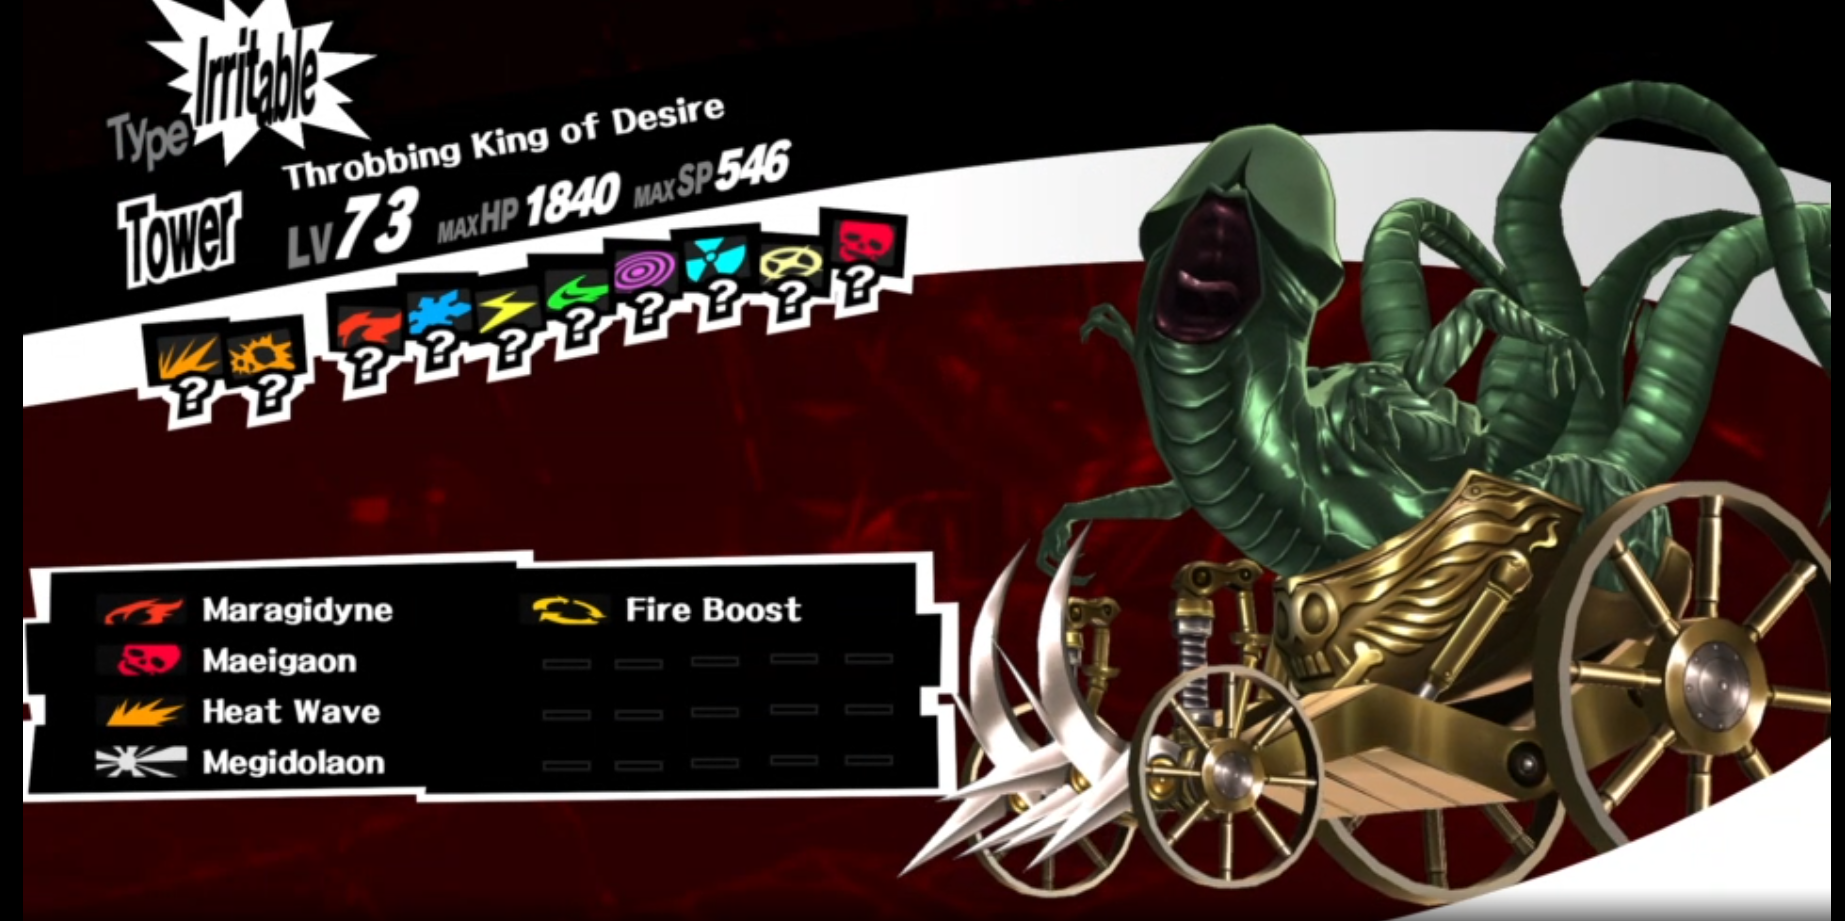 Type Irritable
Throbbing King of Desire
Tower
LV 73 MAX HP 1840 MAX SP 546
? ? ? ? ? ? ? ? ? ?
Maragidyne Fire Boost
Maeigaon
Heat Wave
Megidolaon